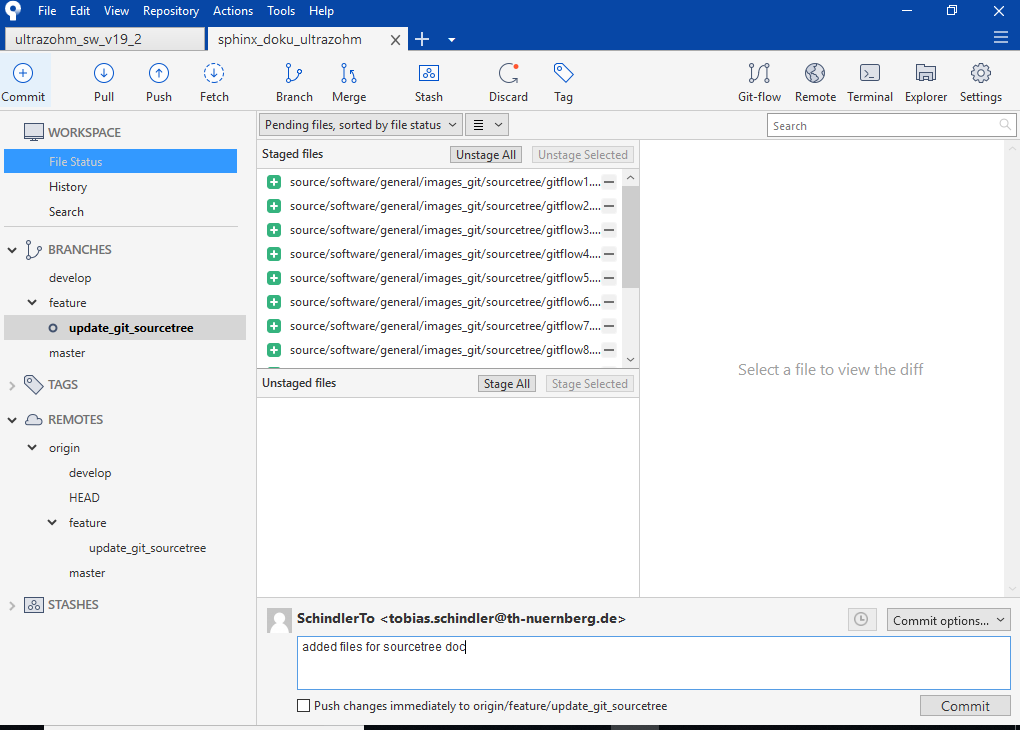 File Edit View Repository Actions Tools Help
ultrazohm_sw_v19_2 sphinx_doku_ultrazohm
Commit Pull Push Fetch Branch Merge Stash Discard Tag Git-flow Remote Terminal Explorer Settings
Pending files, sorted by file status Search
WORKSPACE
File Status
History
Search
BRANCHES
develop
feature
update_git_sourcetree
master
TAGS
REMOTES
origin
develop
HEAD
feature
update_git_sourcetree
master
STASHES
Staged files Unstage All Unstage Selected
source/software/general/images_git/sourcetree/gitflow1....
source/software/general/images_git/sourcetree/gitflow2....
source/software/general/images_git/sourcetree/gitflow3....
source/software/general/images_git/sourcetree/gitflow4....
source/software/general/images_git/sourcetree/gitflow5....
source/software/general/images_git/sourcetree/gitflow6....
source/software/general/images_git/sourcetree/gitflow7....
source/software/general/images_git/sourcetree/gitflow8....
Unstaged files Stage All Stage Selected
Select a file to view the diff
SchindlerTo <tobias.schindler@th-nuernberg.de> Commit options...
added files for sourcetree doc
Push changes immediately to origin/feature/update_git_sourcetree Commit